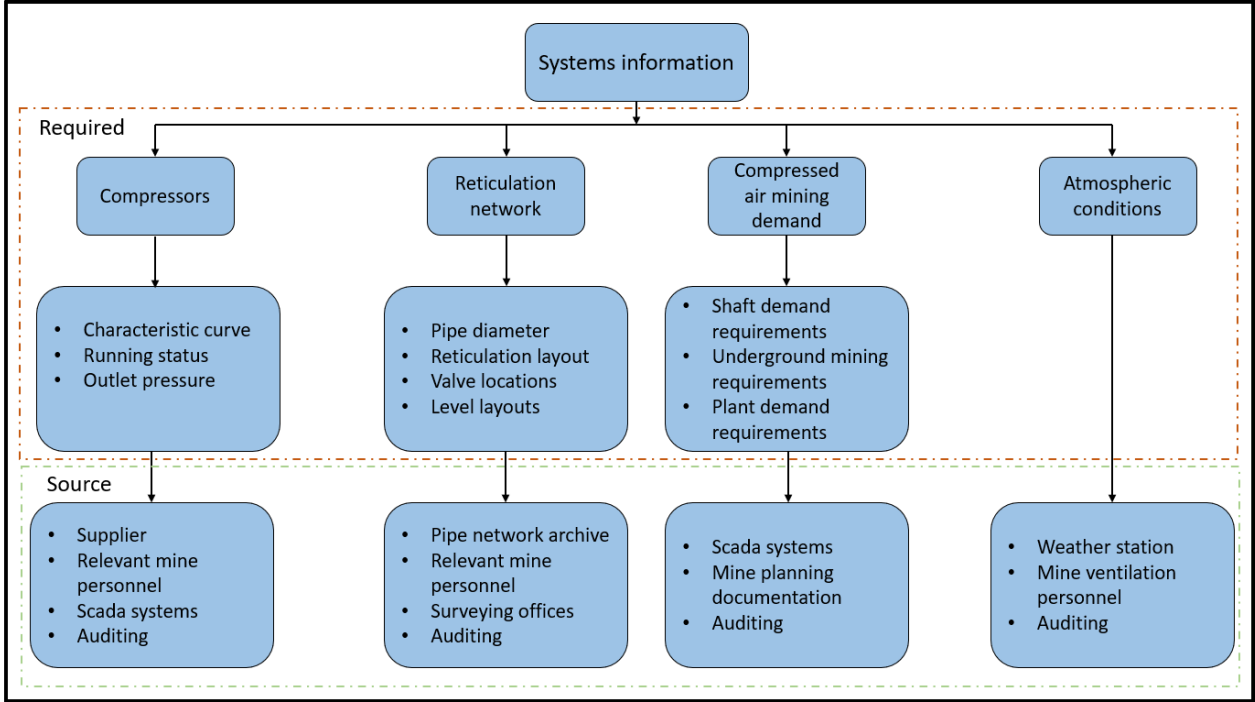 Systems information
Required
Compressors
Reticulation
network
Compressed
air mining
demand
Atmospheric
conditions
• Characteristic curve
• Running status
• Outlet pressure
• Pipe diameter
• Reticulation layout
• Valve locations
• Level layouts
• Shaft demand
requirements
• Underground mining
requirements
• Plant demand
requirements
Source
• Supplier
• Relevant mine
personnel
• Scada systems
• Auditing
• Pipe network archive
• Relevant mine
personnel
• Surveying offices
• Auditing
• Scada systems
• Mine planning
documentation
• Auditing
• Weather station
• Mine ventilation
personnel
• Auditing